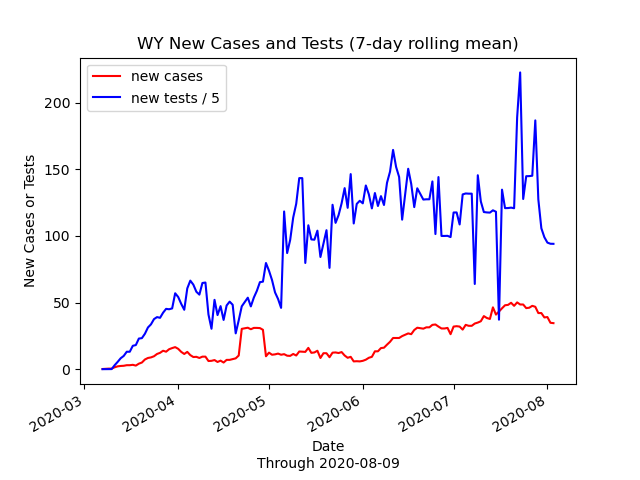 WY New Cases and Tests (7-day rolling mean)
new cases
new tests / 5
New Cases or Tests
200
150
100
50
0
2020-03
2020-04
2020-05
2020-06
2020-07
2020-08
Date
Through 2020-08-09